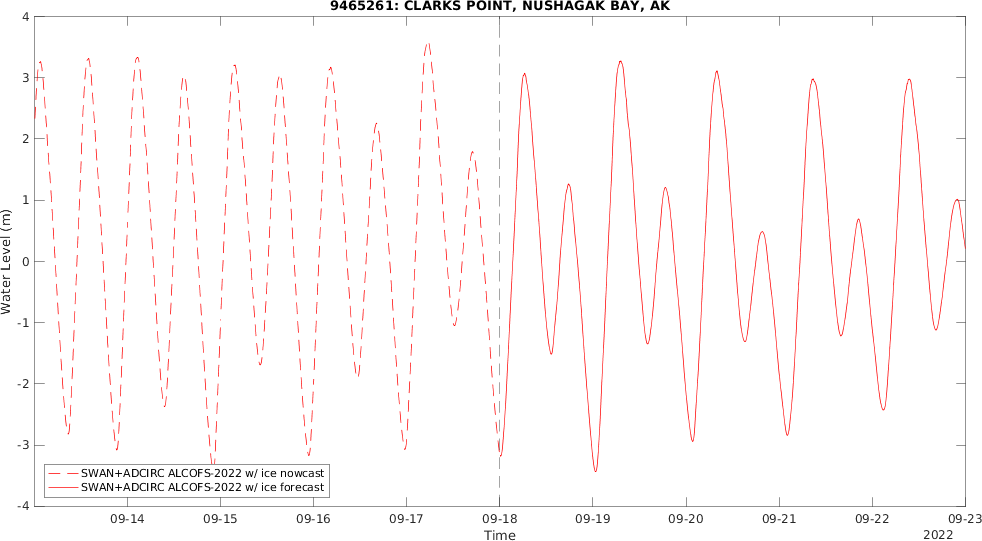 9465261: CLARKS POINT, NUSHAGAK BAY, AK
4
3
2
1
0
-1
-2
-3
-4
Water Level (m)
SWAN+ADCIRC ALCOFS-2022 w/ ice nowcast
SWAN+ADCIRC ALCOFS-2022 w/ ice forecast
09-14 09-15 09-16 09-17 09-18 09-19 09-20 09-21 09-22 09-23
Time
2022